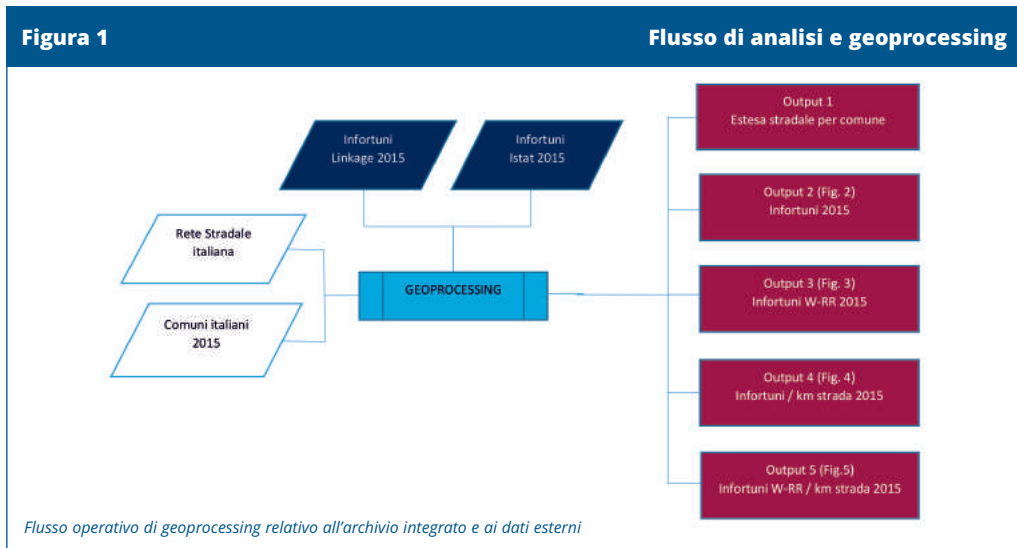 Figura 1
Flusso di analisi e geoprocessing
Infortuni
Linkage 2015
Infortuni
Istat 2015
Rete Stradale
italiana
Comuni italiani
2015
GEOPROCESSING
Output 1
Estesa stradale per comune
Output 2 (Fig. 2)
Infortuni 2015
Output 3 (Fig. 3)
Infortuni W-RR 2015
Output 4 (Fig. 4)
Infortuni / km strada 2015
Output 5 (Fig.5)
Infortuni W-RR / km strada 2015
Flusso operativo di geoprocessing relativo all'archivio integrato e ai dati esterni